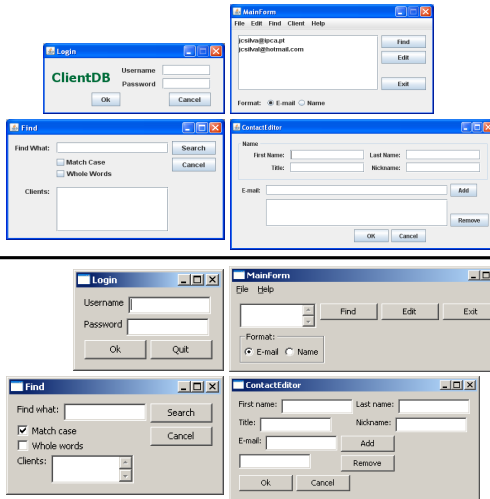 Login
ClientDB
Username
Password
Ok Cancel
MainForm
File Edit Find Client Help
jcsilva@ipca.pt
jcsilval@hotmail.com
Find
Edit
Exit
Format: E-mail Name
Find
Find What:
Search
Match Case
Cancel
Whole Words
Clients:
ContactEditor
Name
First Name: Last Name:
Title: Nickname:
E-mail: Add
Remove
OK Cancel
Login
Username
Password
Ok Quit
MainForm
File Help
Find Edit Exit
Format:
E-mail Name
Find
Find what:
Search
Match case
Cancel
Whole words
Clients:
ContactEditor
First name: Last name:
Title: Nickname:
E-mail: Add
Remove
Ok Cancel